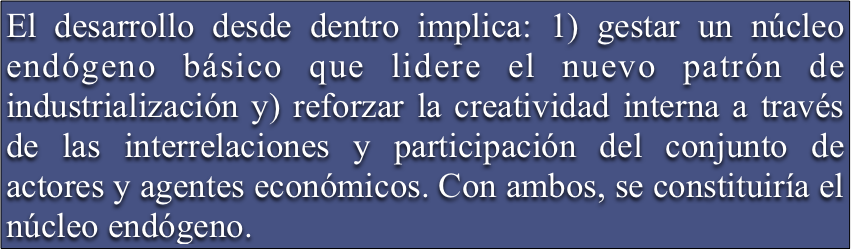 El desarrollo desde dentro implica: 1) gestar un núcleo
endógeno básico que lidere el nuevo patrón de
industrialización y) reforzar la creatividad interna a través
de las interrelaciones y participación del conjunto de
actores y agentes económicos. Con ambos, se constituiría el
núcleo endógeno.